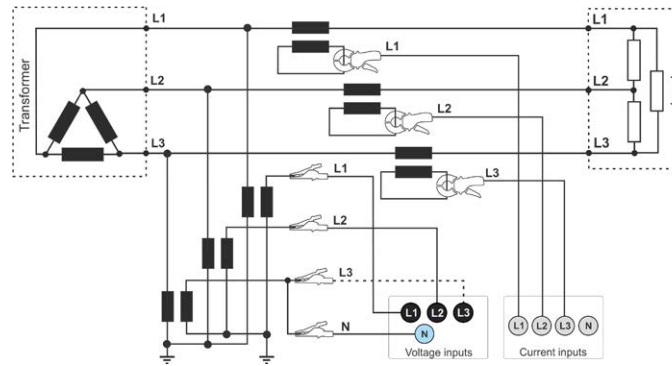 Transformer
L1
L1
L1
L2
L2
L2
L3
L3
L3
L1
L2
L3
N
L1 L2 L3
N
Voltage inputs
L1 L2 L3 N
Current inputs